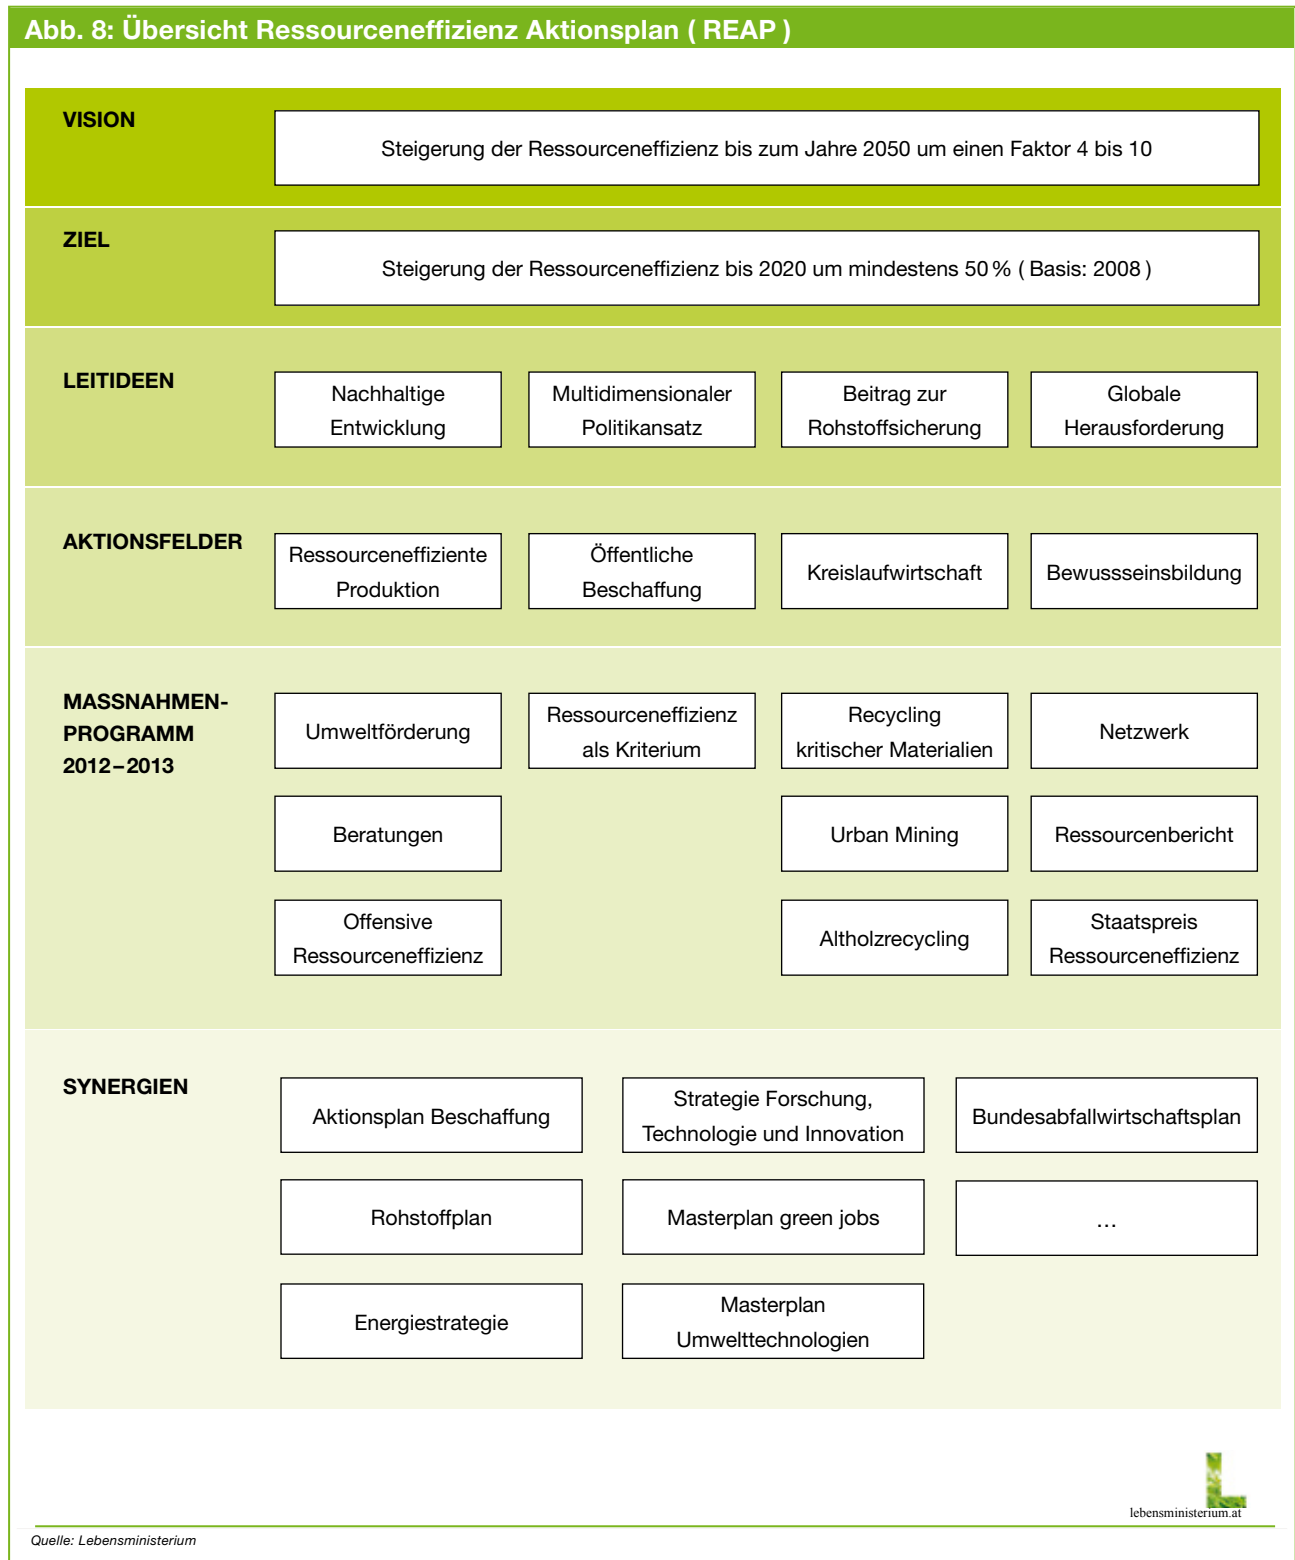 Abb. 8: Übersicht Ressourceneffizienz Aktionsplan ( REAP )
VISION
Steigerung der Ressourceneffizienz bis zum Jahre 2050 um einen Faktor 4 bis 10
ZIEL
Steigerung der Ressourceneffizienz bis 2020 um mindestens 50 % ( Basis: 2008 )
LEITIDEEN
Nachhaltige
Entwicklung
Multidimensionaler
Politikansatz
Beitrag zur
Rohstoffsicherung
Globale
Herausforderung
AKTIONSFELDER
Ressourceneffiziente
Produktion
Öffentliche
Beschaffung
Kreislaufwirtschaft
Bewussseinsbildung
MASSNAHMEN-
PROGRAMM
2012–2013
Umweltförderung
Ressourceneffizienz
als Kriterium
Recycling
kritischer Materialien
Netzwerk
Beratungen
Urban Mining
Ressourcenbericht
Offensive
Ressourceneffizienz
Altholzrecycling
Staatspreis
Ressourceneffizienz
SYNERGIEN
Aktionsplan Beschaffung
Strategie Forschung,
Technologie und Innovation
Bundesabfallwirtschaftsplan
Rohstoffplan
Masterplan green jobs
…
Energiestrategie
Masterplan
Umwelttechnologien
lebensministerium.at
Quelle: Lebensministerium